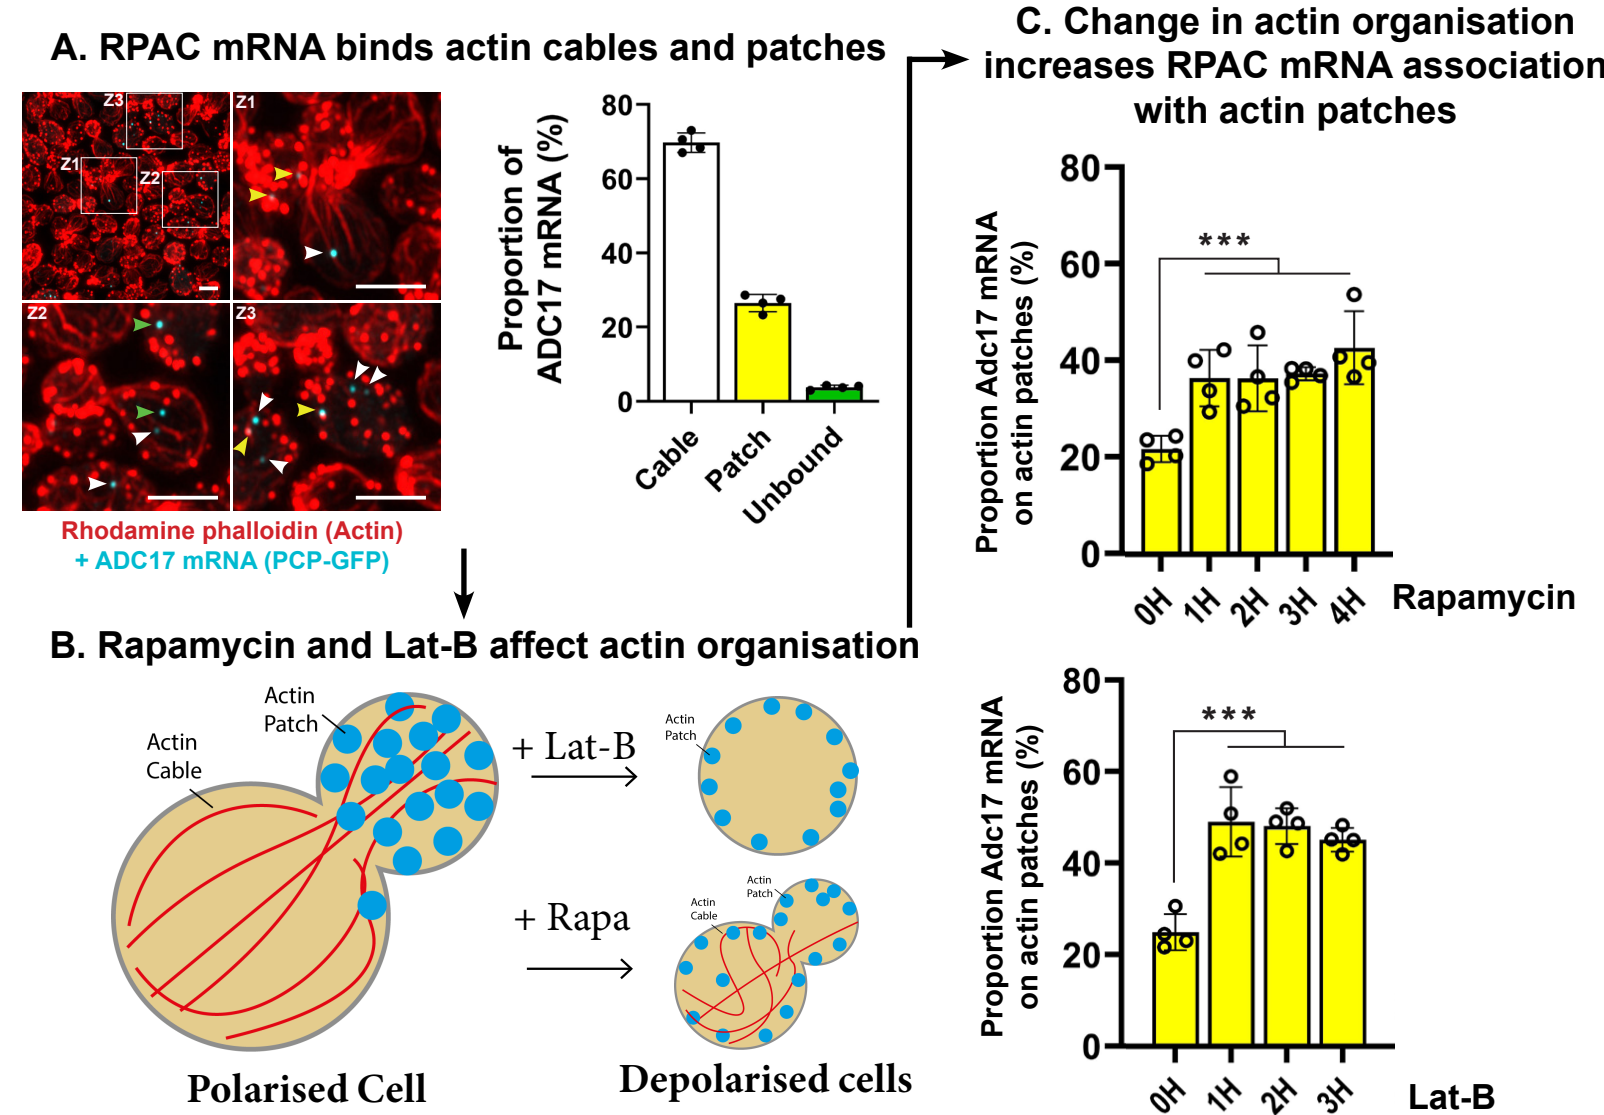 A. RPAC mRNA binds actin cables and patches
Z3
Z1
Z2
Z1
Z2
Z3
Rhodamine phalloidin (Actin)
+ ADC17 mRNA (PCP-GFP)
Proportion of
ADC17 mRNA (%)
80
60
40
20
0
Cable
Patch
Unbound
B. Rapamycin and Lat-B affect actin organisation
Actin
Patch
Actin
Cable
+ Lat-B
Actin
Patch
+ Rapa
Actin
Patch
Actin
Cable
Polarised Cell
Depolarised cells
C. Change in actin organisation
increases RPAC mRNA association
with actin patches
Proportion Adc17 mRNA
on actin patches (%)
80
60
40
20
0
***
0H
1H
2H
3H
4H
Rapamycin
Proportion Adc17 mRNA
on actin patches (%)
80
60
40
20
0
***
0H
1H
2H
3H
Lat-B